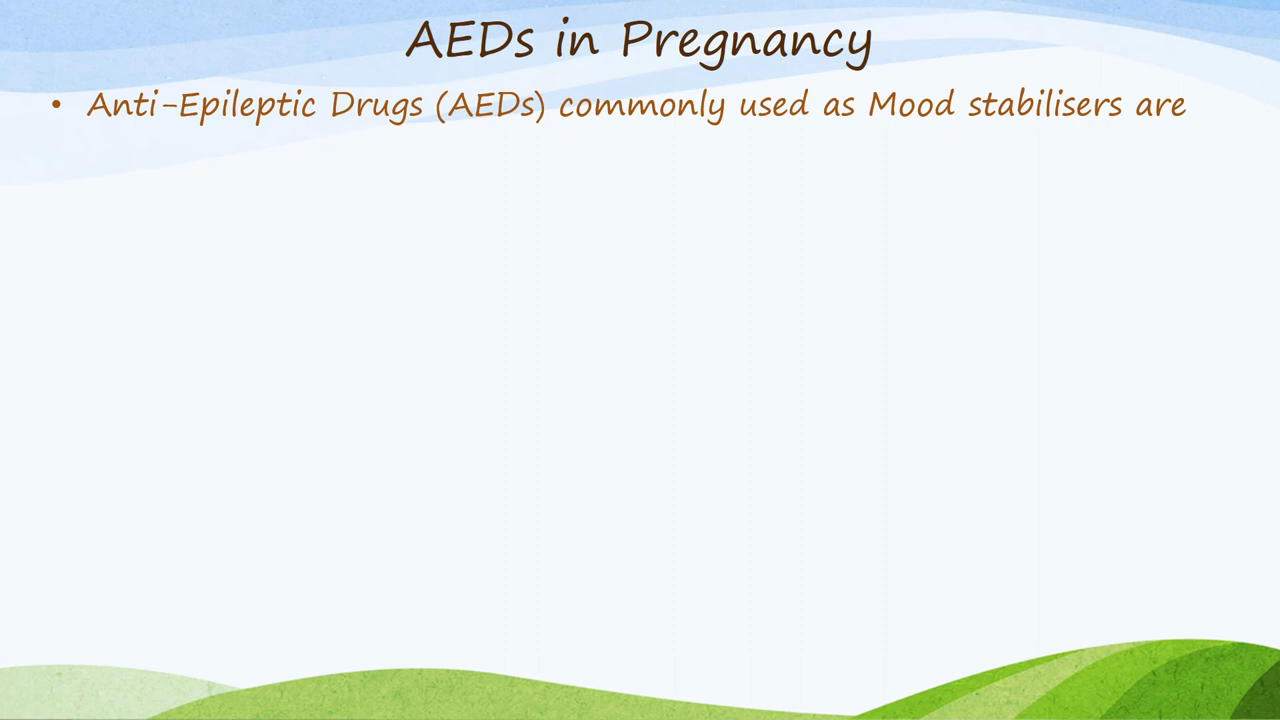 AEDs in Pregnancy
• Anti-Epileptic Drugs (AEDs) commonly used as Mood stabilisers are